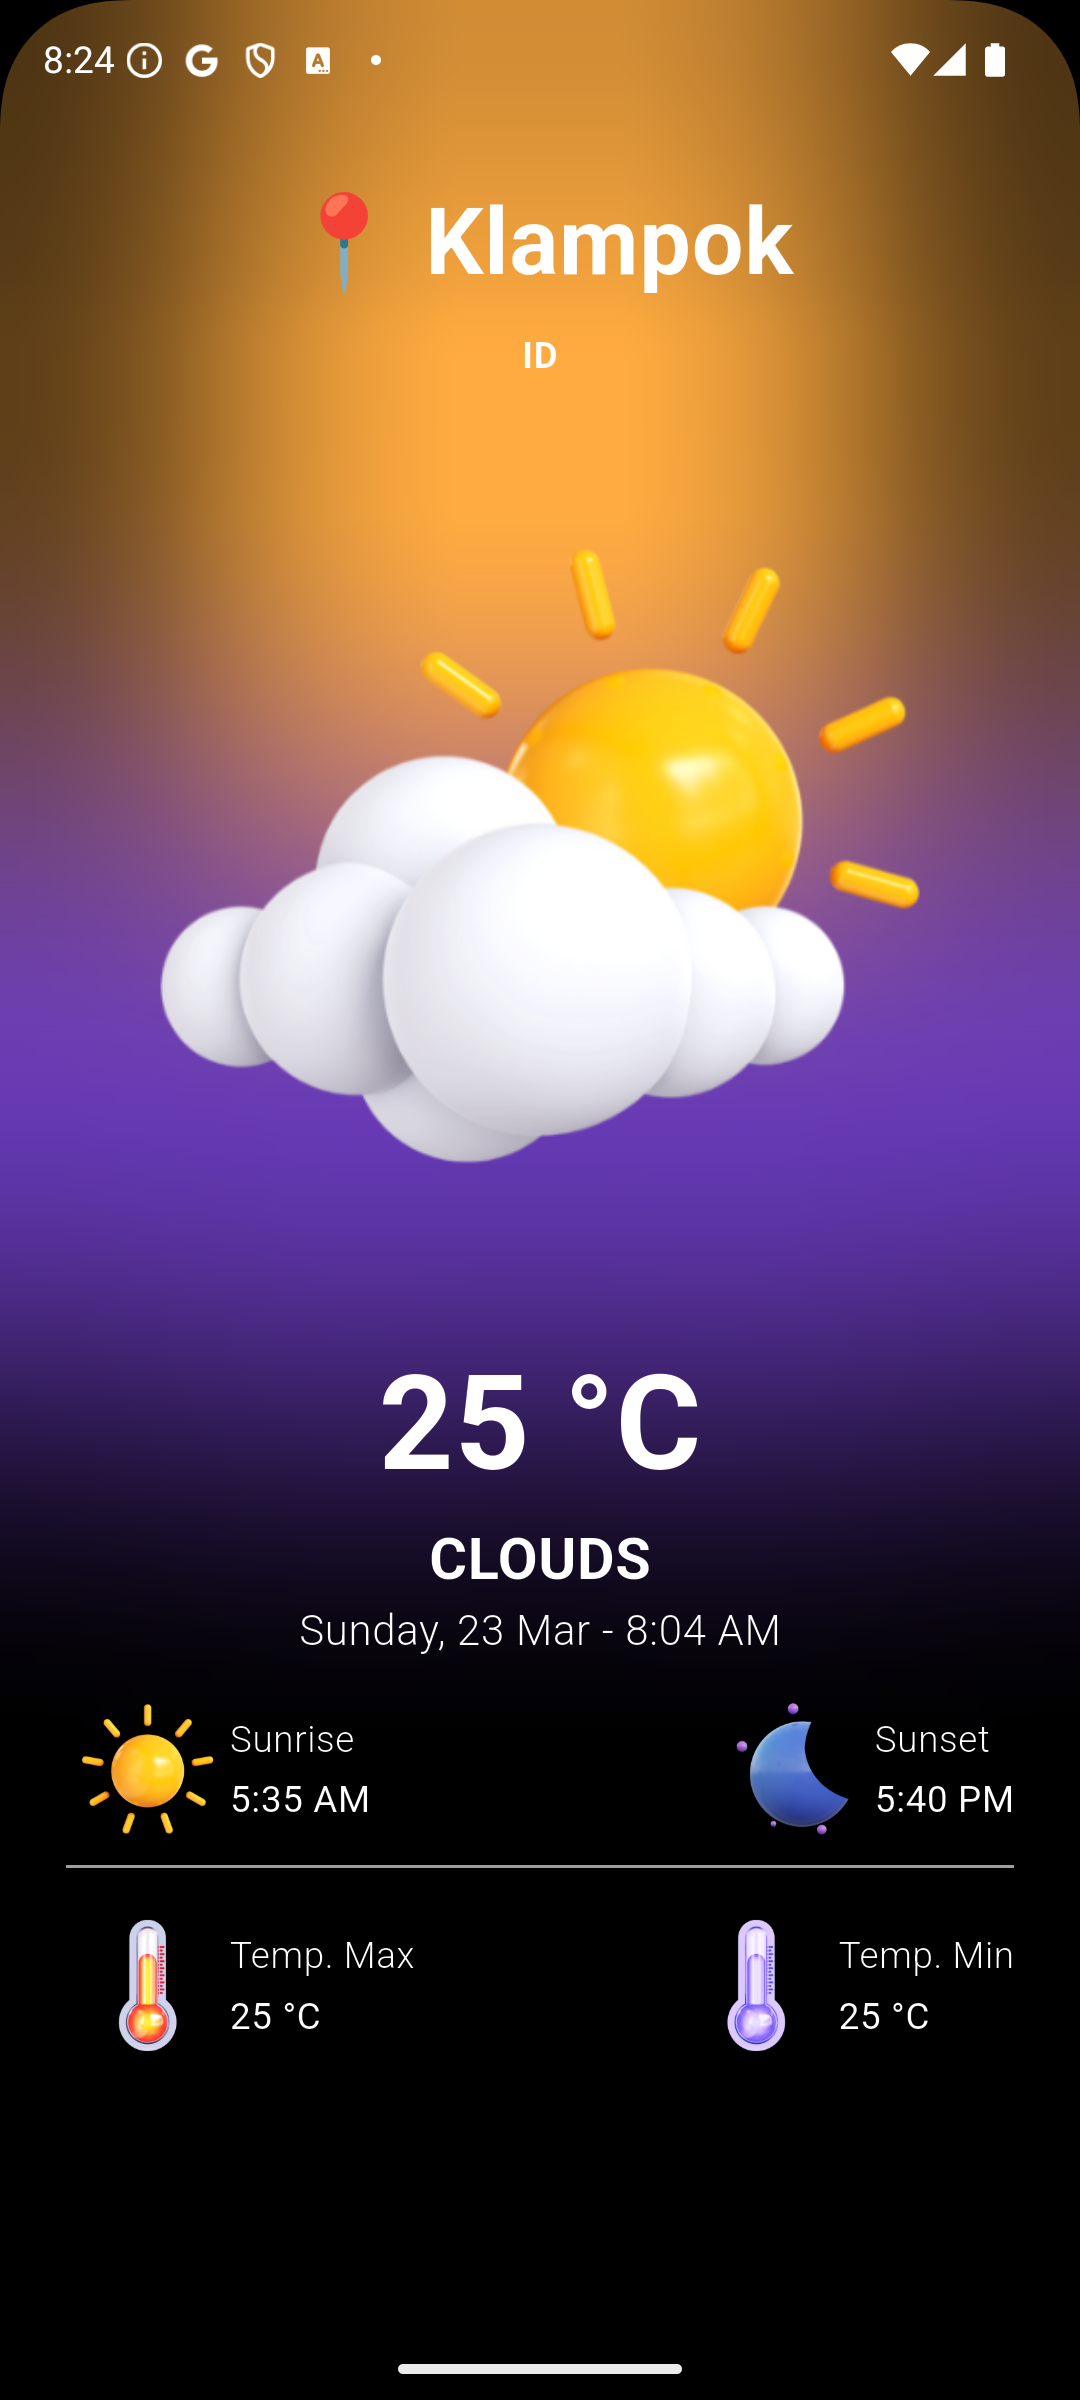 8:24
Klampok
ID
25 °C
CLOUDS
Sunday, 23 Mar - 8:04 AM
Sunrise
5:35 AM
Sunset
5:40 PM
Temp. Max
25 °C
Temp. Min
25 °C